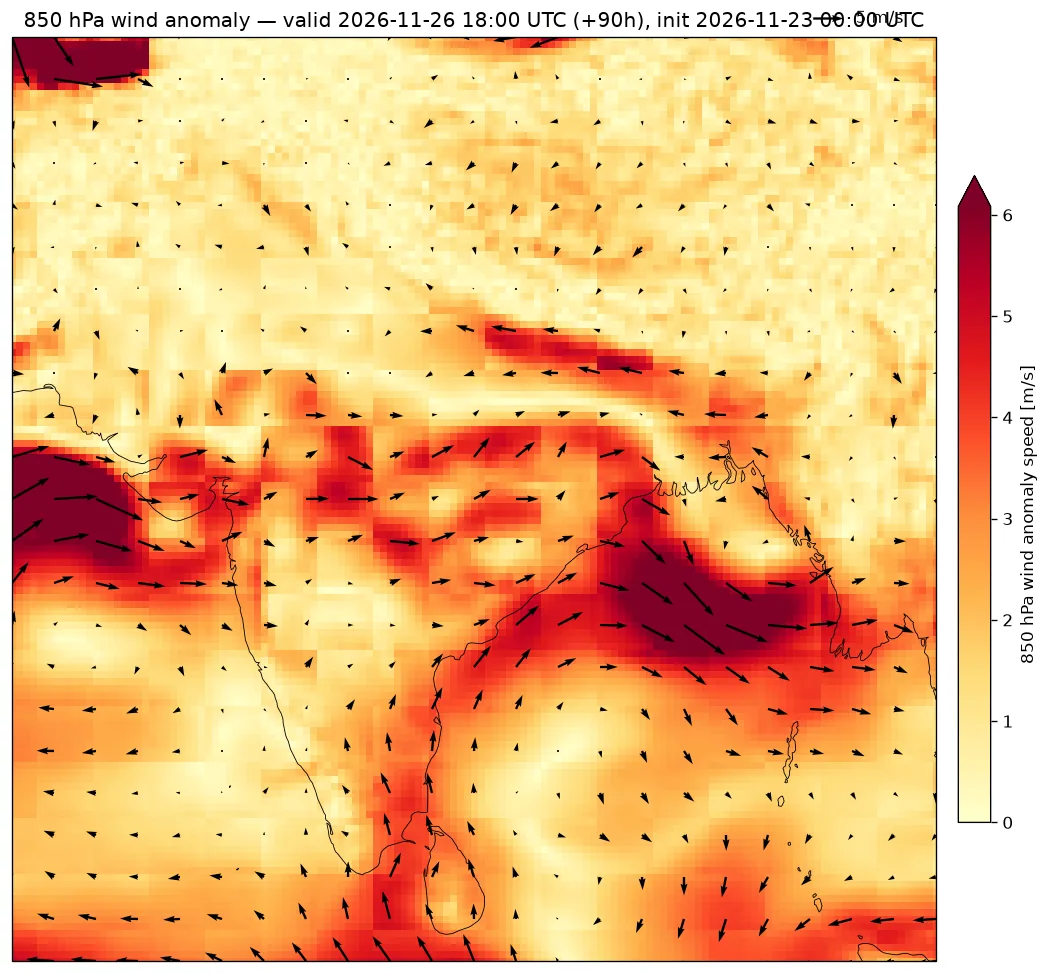 850 hPa wind anomaly — valid 2026-11-26 18:00 UTC (+90h), init 2026-11-23 00:00 UTC
5 m/s
6
5
4
3
2
1
0
850 hPa wind anomaly speed [m/s]